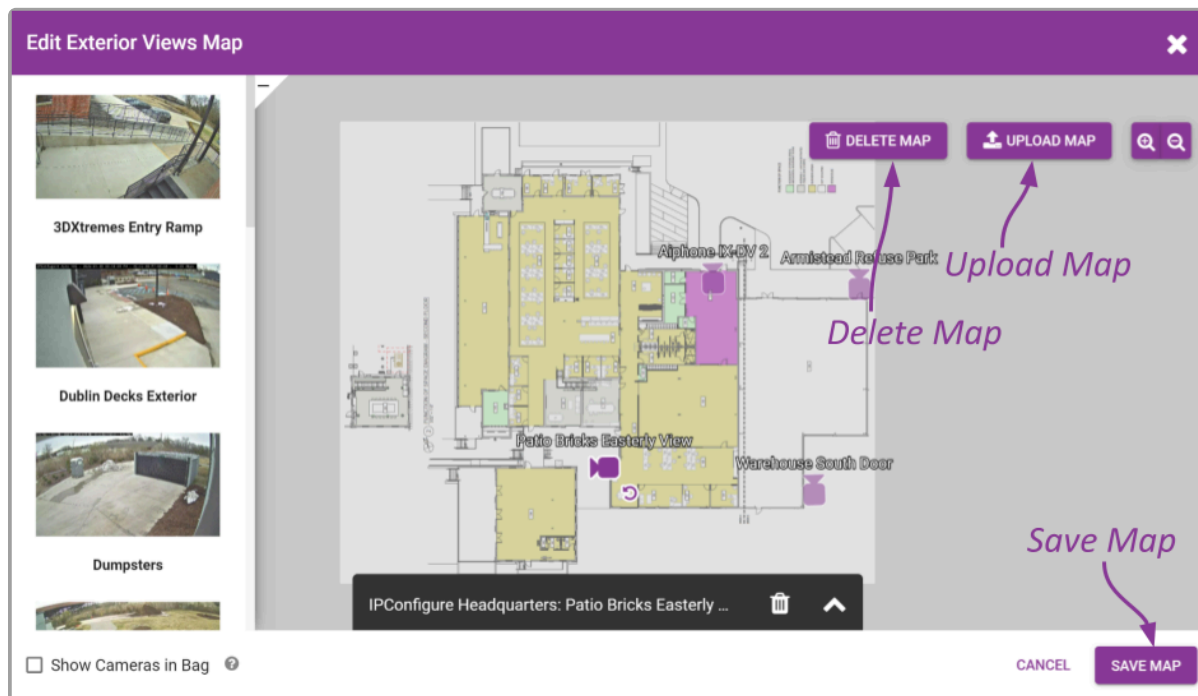 Edit Exterior Views Map
3DXtremes Entry Ramp
Dublin Decks Exterior
Dumpsters
DELETE MAP
UPLOAD MAP
Aiphone IX-DV 2
Armistead Refuse Park
Upload Map
Delete Map
Patio Bricks Easterly View
Warehouse South Door
Save Map
IPConfigure Headquarters: Patio Bricks Easterly ...
Show Cameras in Bag
CANCEL
SAVE MAP